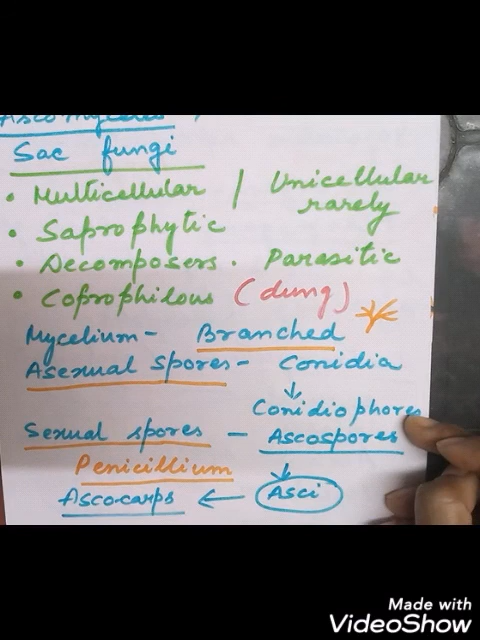 Ascomycetes
Sac fungi
• Multicellular / Unicellular rarely
• Saprophytic
• Decomposers. • Parasitic
• Coprophilous (dung)
Mycelium - Branched
Asexual spores - Conidia
↓
Conidiophores
Sexual spores - Ascospores
Penicillium ↓
Ascocarps ← Asci
Made with
VideoShow